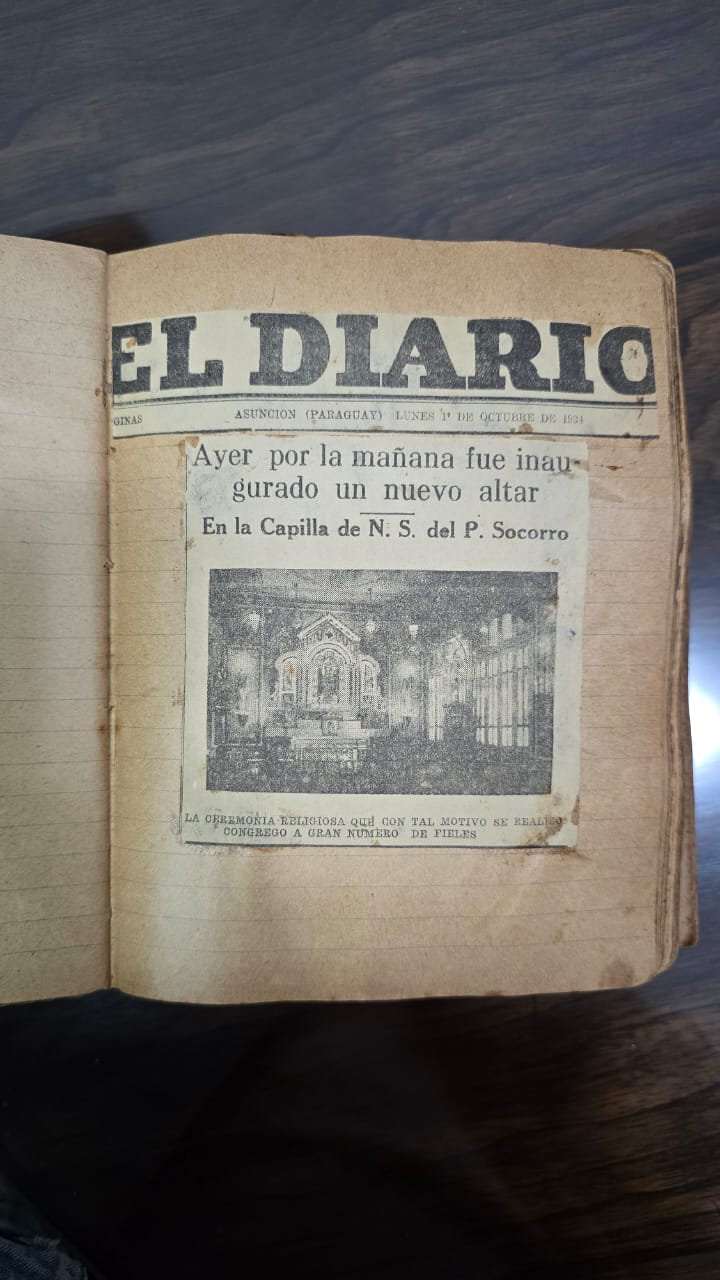 EL DIARIO
GINAS ASUNCION (PARAGUAY) LUNES 1º DE OCTUBRE DE 1934
Ayer por la mañana fue inau-
gurado un nuevo altar
En la Capilla de N. S. del P. Socorro
LA CEREMONIA RELIGIOSA QUE CON TAL MOTIVO SE REALIZO
CONGREGO A GRAN NUMERO DE FIELES